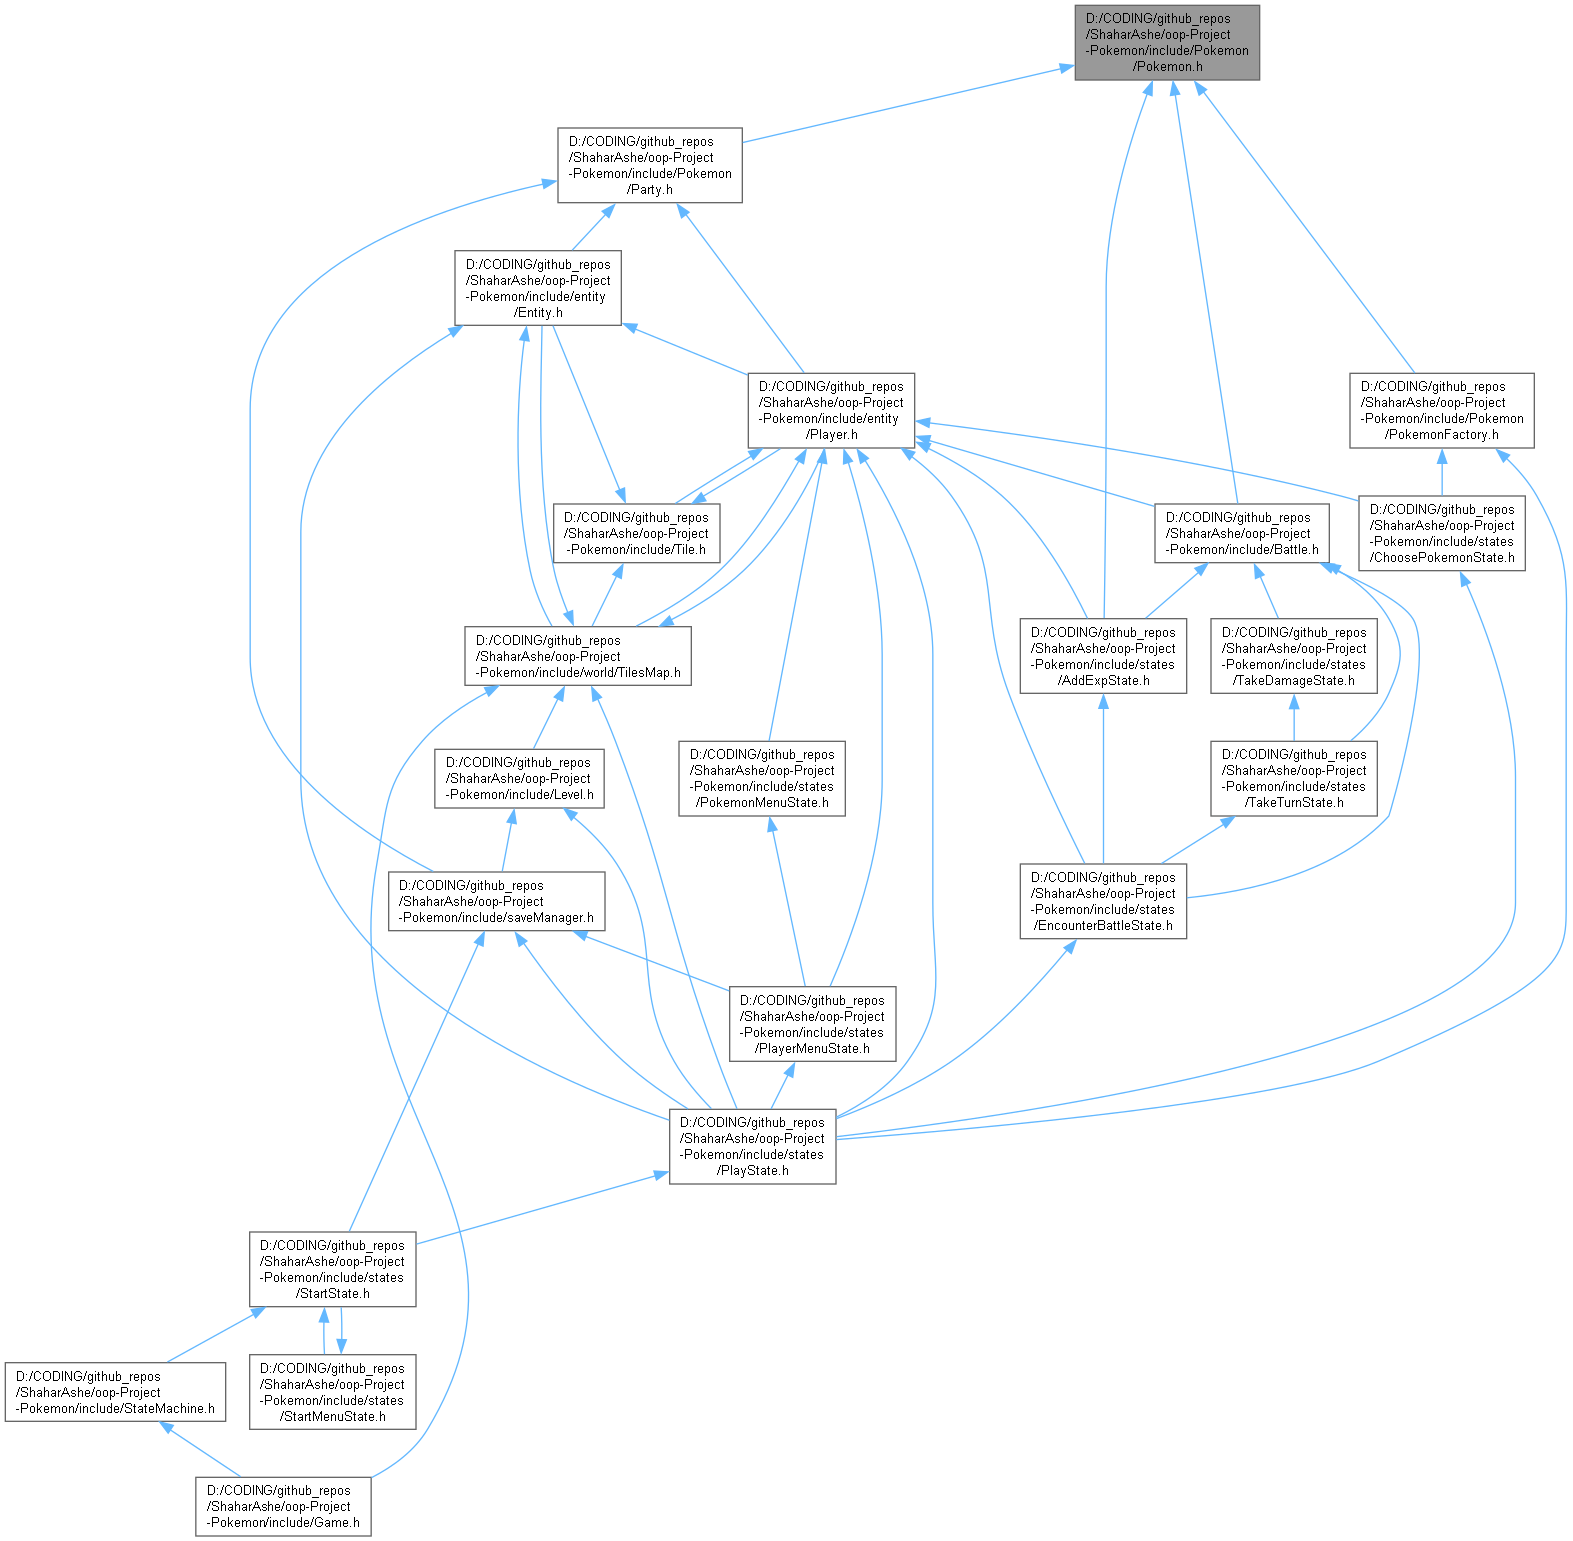 D:/CODING/github_repos
/ShaharAshe/oop-Project
-Pokemon/include/Pokemon
/Pokemon.h
D:/CODING/github_repos
/ShaharAshe/oop-Project
-Pokemon/include/Pokemon
/Party.h
D:/CODING/github_repos
/ShaharAshe/oop-Project
-Pokemon/include/entity
/Entity.h
D:/CODING/github_repos
/ShaharAshe/oop-Project
-Pokemon/include/entity
/Player.h
D:/CODING/github_repos
/ShaharAshe/oop-Project
-Pokemon/include/Pokemon
/PokemonFactory.h
D:/CODING/github_repos
/ShaharAshe/oop-Project
-Pokemon/include/Tile.h
D:/CODING/github_repos
/ShaharAshe/oop-Project
-Pokemon/include/Battle.h
D:/CODING/github_repos
/ShaharAshe/oop-Project
-Pokemon/include/states
/ChoosePokemonState.h
D:/CODING/github_repos
/ShaharAshe/oop-Project
-Pokemon/include/world/TilesMap.h
D:/CODING/github_repos
/ShaharAshe/oop-Project
-Pokemon/include/states
/AddExpState.h
D:/CODING/github_repos
/ShaharAshe/oop-Project
-Pokemon/include/states
/TakeDamageState.h
D:/CODING/github_repos
/ShaharAshe/oop-Project
-Pokemon/include/Level.h
D:/CODING/github_repos
/ShaharAshe/oop-Project
-Pokemon/include/states
/PokemonMenuState.h
D:/CODING/github_repos
/ShaharAshe/oop-Project
-Pokemon/include/states
/TakeTurnState.h
D:/CODING/github_repos
/ShaharAshe/oop-Project
-Pokemon/include/saveManager.h
D:/CODING/github_repos
/ShaharAshe/oop-Project
-Pokemon/include/states
/EncounterBattleState.h
D:/CODING/github_repos
/ShaharAshe/oop-Project
-Pokemon/include/states
/PlayerMenuState.h
D:/CODING/github_repos
/ShaharAshe/oop-Project
-Pokemon/include/states
/PlayState.h
D:/CODING/github_repos
/ShaharAshe/oop-Project
-Pokemon/include/states
/StartState.h
D:/CODING/github_repos
/ShaharAshe/oop-Project
-Pokemon/include/StateMachine.h
D:/CODING/github_repos
/ShaharAshe/oop-Project
-Pokemon/include/states
/StartMenuState.h
D:/CODING/github_repos
/ShaharAshe/oop-Project
-Pokemon/include/Game.h